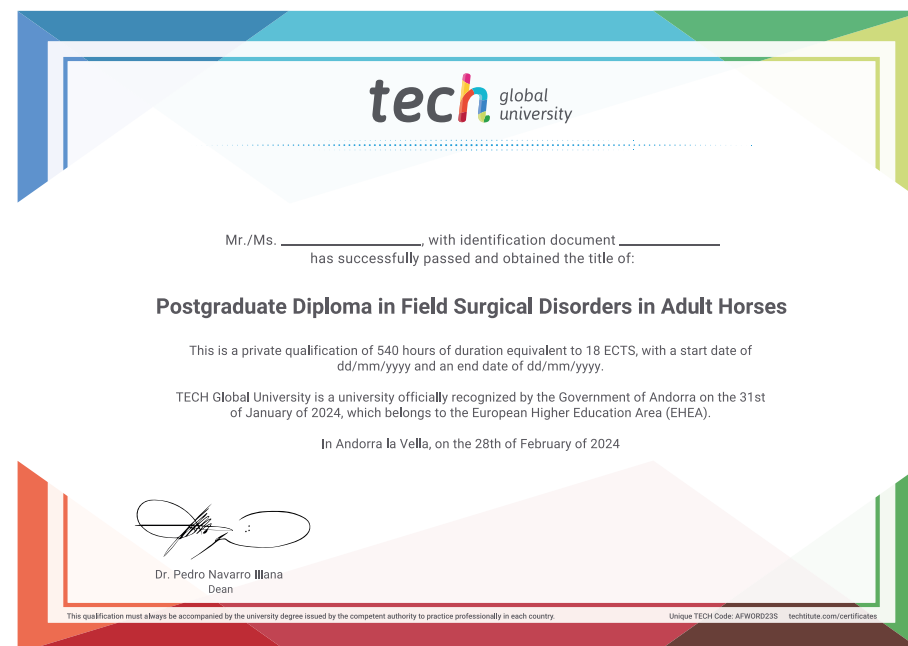 tech global
university
Mr./Ms. ____________________, with identification document ______________
has successfully passed and obtained the title of:
Postgraduate Diploma in Field Surgical Disorders in Adult Horses
This is a private qualification of 540 hours of duration equivalent to 18 ECTS, with a start date of
dd/mm/yyyy and an end date of dd/mm/yyyy.
TECH Global University is a university officially recognized by the Government of Andorra on the 31st
of January of 2024, which belongs to the European Higher Education Area (EHEA).
In Andorra la Vella, on the 28th of February of 2024
Dr. Pedro Navarro Illana
Dean
This qualification must always be accompanied by the university degree issued by the competent authority to practice professionally in each country. Unique TECH Code: AFWORD23S techtitute.com/certificates